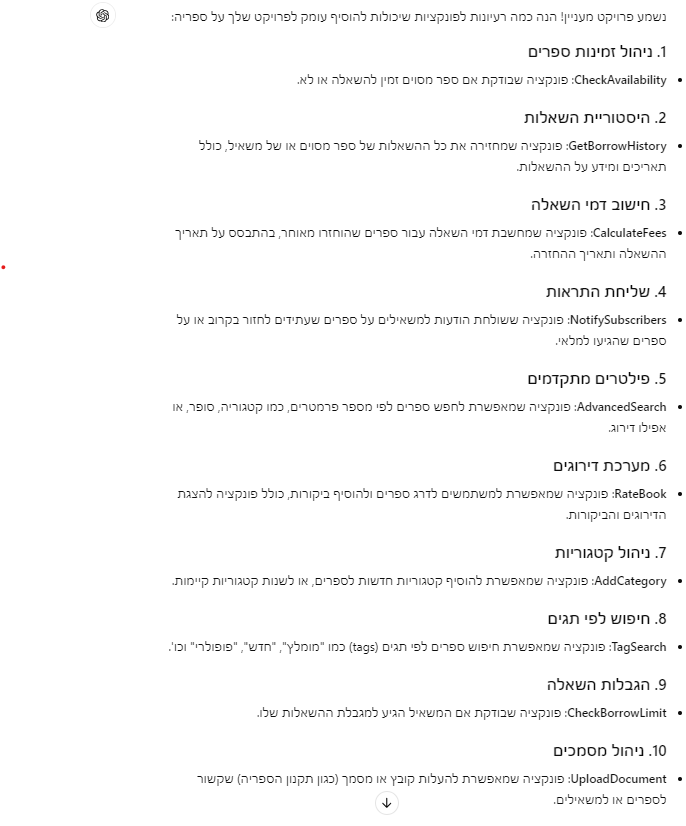 נשמע פרויקט מעניין! הנה כמה רעיונות לפונקציות שיכולות להוסיף עומק לפרויקט שלך על ספריה:
1. ניהול זמינות ספרים
CheckAvailability: פונקציה שבודקת אם ספר מסוים זמין להשאלה או לא.
2. היסטוריית השאלות
GetBorrowHistory: פונקציה שמחזירה את כל ההשאלות של ספר מסוים או של משאיל, כולל
תאריכים ומידע על ההשאלות.
3. חישוב דמי השאלה
CalculateFees: פונקציה שמחשבת דמי השאלה עבור ספרים שהוחזרו מאוחר, בהתבסס על תאריך
ההשאלה ותאריך ההחזרה.
4. שליחת התראות
NotifySubscribers: פונקציה ששולחת הודעות למשאילים על ספרים שעתידים לחזור בקרוב או על
ספרים שהגיעו למלאי.
5. פילטרים מתקדמים
AdvancedSearch: פונקציה שמאפשרת לחפש ספרים לפי מספר פרמטרים, כמו קטגוריה, סופר, או
אפילו דירוג.
6. מערכת דירוגים
RateBook: פונקציה שמאפשרת למשתמשים לדרג ספרים ולהוסיף ביקורות, כולל פונקציה להצגת
הדירוגים והביקורות.
7. ניהול קטגוריות
AddCategory: פונקציה שמאפשרת להוסיף קטגוריות חדשות לספרים, או לשנות קטגוריות קיימות.
8. חיפוש לפי תגים
TagSearch: פונקציה שמאפשרת חיפוש ספרים לפי תגים (tags) כמו "מומלץ", "חדש", "פופולרי" וכו'.
9. הגבלות השאלה
CheckBorrowLimit: פונקציה שבודקת אם המשאיל הגיע למגבלת ההשאלות שלו.
10. ניהול מסמכים
UploadDocument: פונקציה שמאפשרת להעלות קובץ או מסמך (כגון תקנון הספריה) שקשור
לספרים או למשאילים.